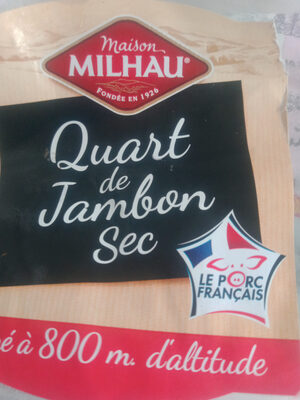 Maison
MILHAU®
FONDÉE EN 1926
Quart
de
Jambon
Sec
LE PORC
FRANÇAIS
é à 800 m. d'altitude